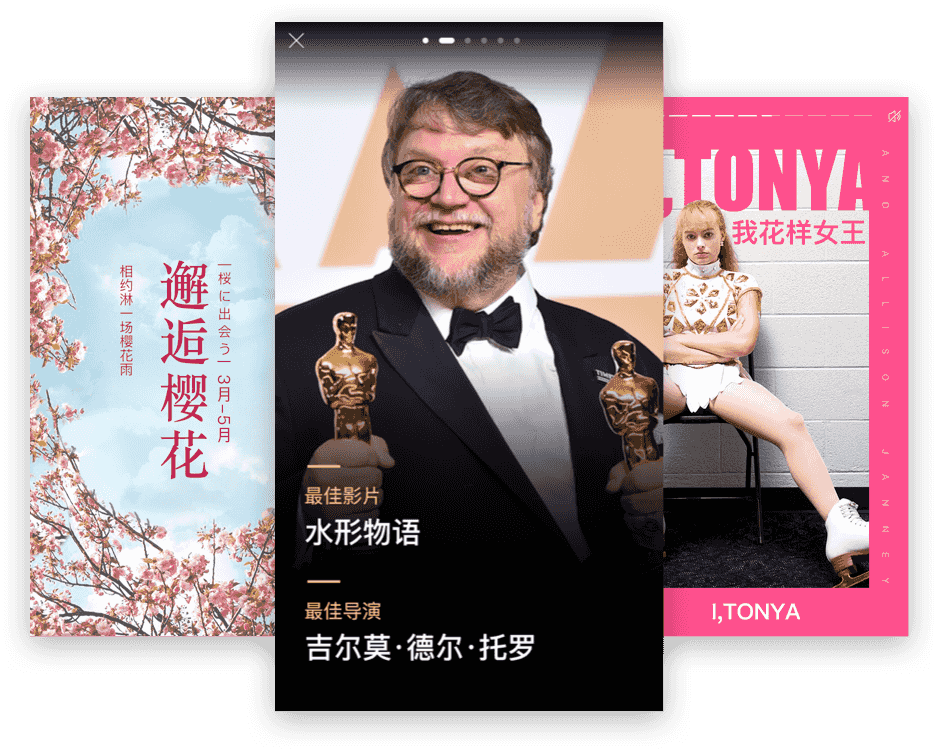 一桜に出会う一 3月-5月
邂逅樱花
相约淋一场樱花雨
最佳影片
水形物语
最佳导演
吉尔莫·德尔·托罗
,TONYA
我花样女王
AND ALLISON JANNEY
I,TONYA